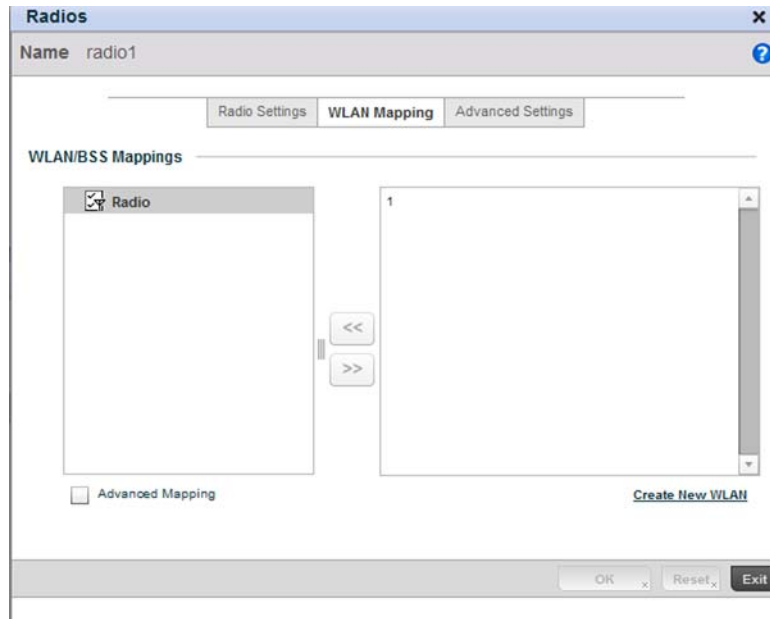 Radios
Name radio1
Radio Settings WLAN Mapping Advanced Settings
WLAN/BSS Mappings
Radio 1
<<
>>
Advanced Mapping Create New WLAN
OK Reset Exit